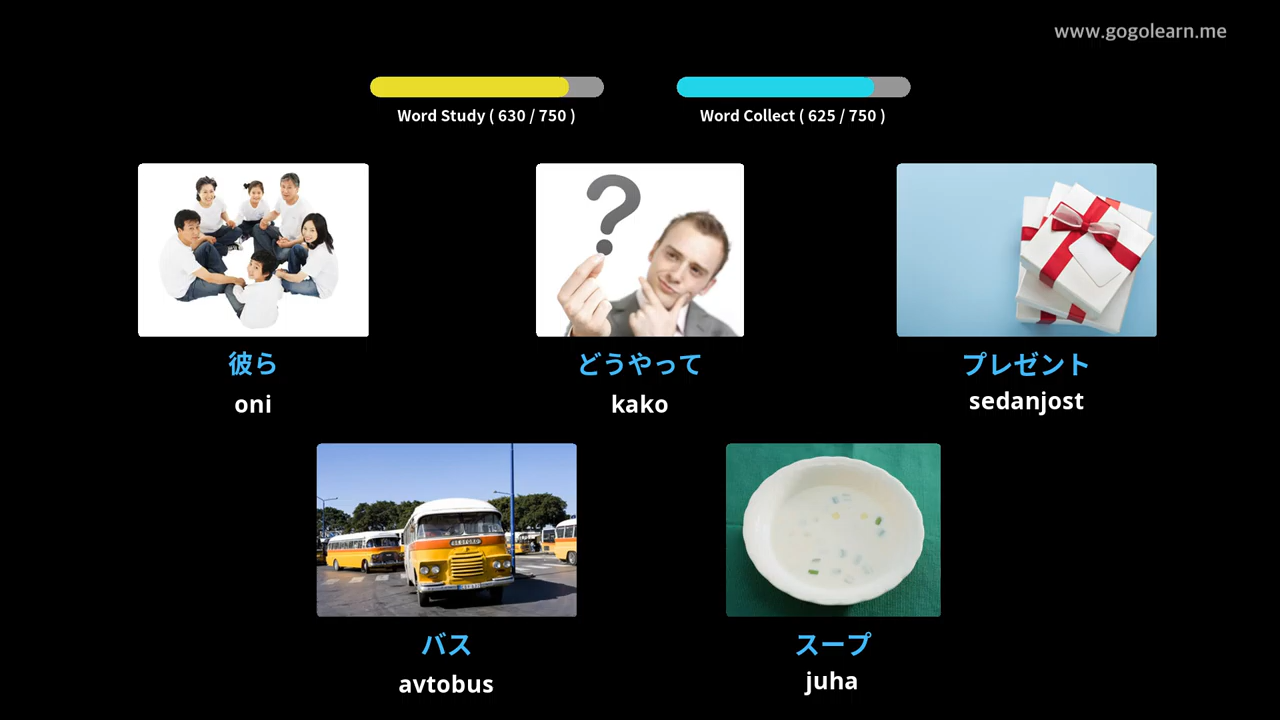 www.gogolearn.me
Word Study ( 630 / 750 )
Word Collect ( 625 / 750 )
彼ら
oni
どうやって
kako
プレゼント
sedanjost
バス
avtobus
スープ
juha